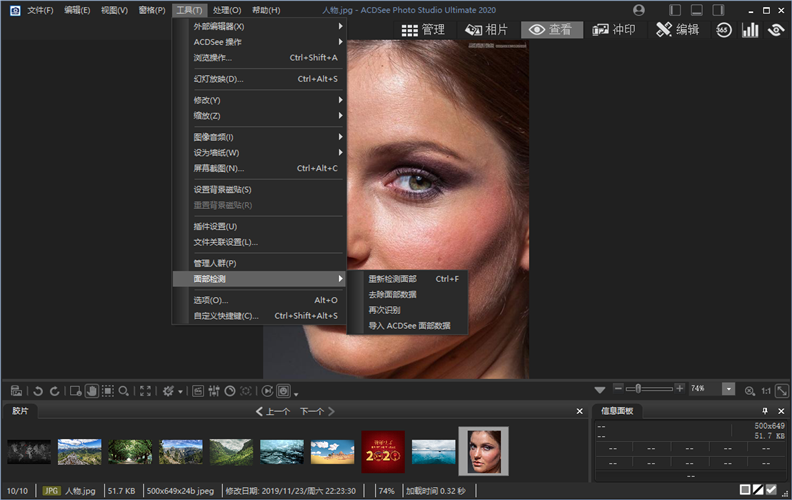 文件(F) 编辑(E) 视图(V) 窗格(P) 工具(T) 处理(O) 帮助(H) 人物.jpg - ACDSee Photo Studio Ultimate 2020
管理 相片 查看 冲印 编辑 365
外部编辑器(X)
ACDSee 操作
浏览操作... Ctrl+Shift+A
幻灯放映(D)... Ctrl+Alt+S
修改(Y)
缩放(Z)
图像音频(I)
设为墙纸(W)
屏幕截图(N)... Ctrl+Alt+C
设置背景磁贴(S)
重置背景磁贴(R)
插件设置(U)
文件关联设置(L)...
管理人群(P)
面部检测
重新检测面部 Ctrl+F
去除面部数据
再次识别
导入 ACDSee 面部数据
选项(O)... Alt+O
自定义快捷键(C)... Ctrl+Shift+Alt+S
74% 1:1
胶片 上一个 下一个 信息面板
-- 500x649
-- 51.7 KB
-- -- -- -- --
-- -- -- -- --
--
2020
10/10 JPG 人物.jpg 51.7 KB 500x649x24b jpeg 修改日期: 2019/11/23/周六 22:23:30 74% 加载时间 0.32 秒